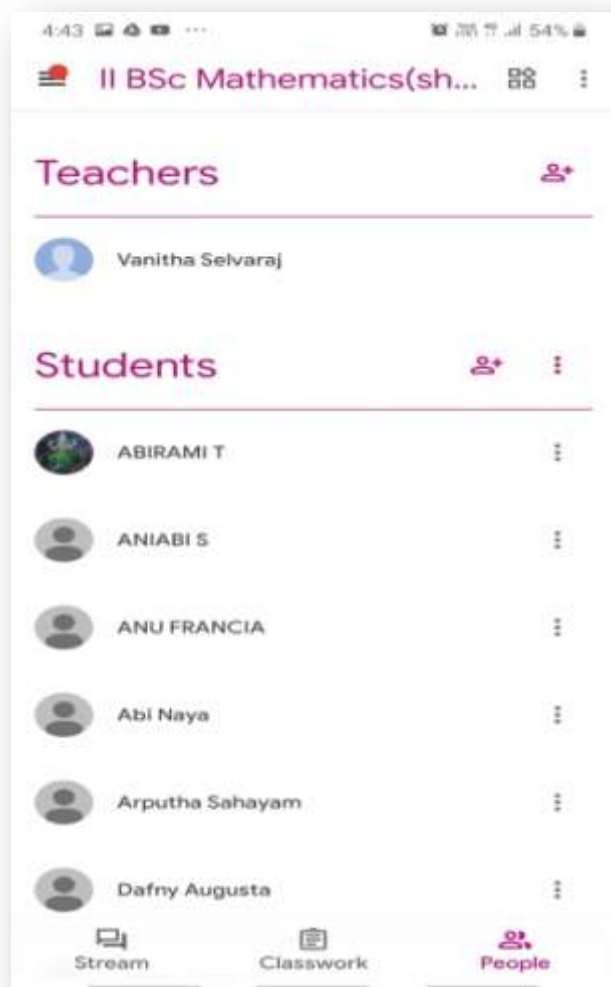 4:43 ... 54%
II BSc Mathematics(sh...
Teachers
Vanitha Selvaraj
Students
ABIRAMI T
ANIABI S
ANU FRANCIA
Abi Naya
Arputha Sahayam
Dafny Augusta
Stream Classwork People